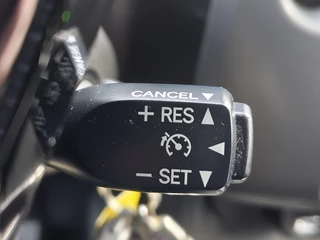 CANCEL ▼
+ RES ▲
◀
− SET ▼